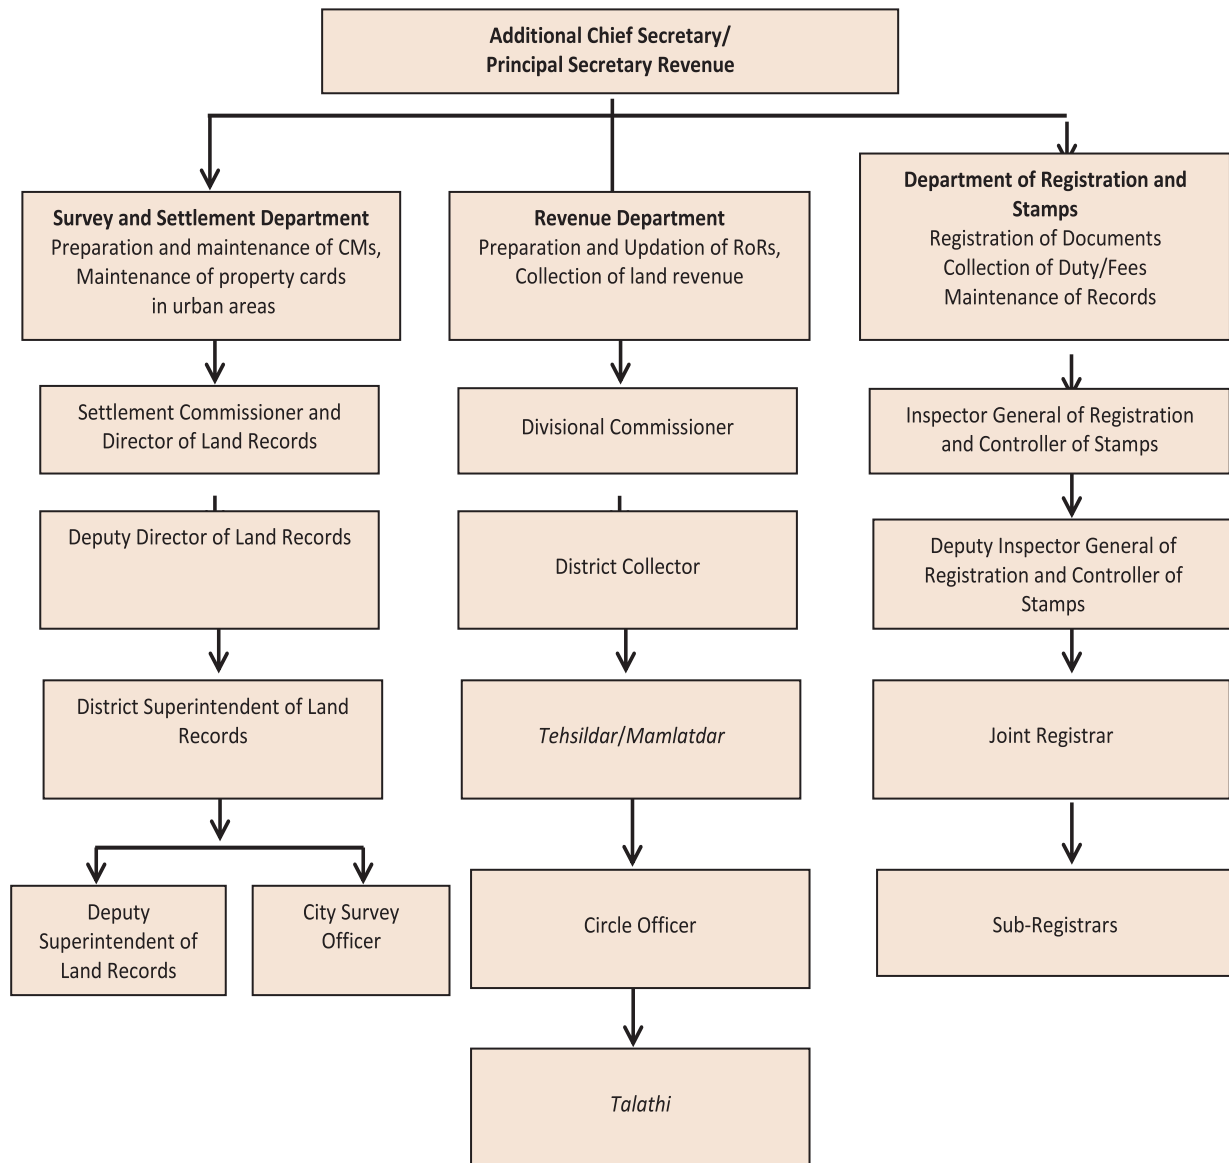 Additional Chief Secretary/
Principal Secretary Revenue
Survey and Settlement Department
Preparation and maintenance of CMs,
Maintenance of property cards
in urban areas
Revenue Department
Preparation and Updation of RoRs,
Collection of land revenue
Department of Registration and
Stamps
Registration of Documents
Collection of Duty/Fees
Maintenance of Records
Settlement Commissioner and
Director of Land Records
Divisional Commissioner
Inspector General of Registration
and Controller of Stamps
Deputy Director of Land Records
District Collector
Deputy Inspector General of
Registration and Controller of
Stamps
District Superintendent of Land
Records
Tehsildar/Mamlatdar
Joint Registrar
Deputy
Superintendent of
Land Records
City Survey
Officer
Circle Officer
Sub-Registrars
Talathi